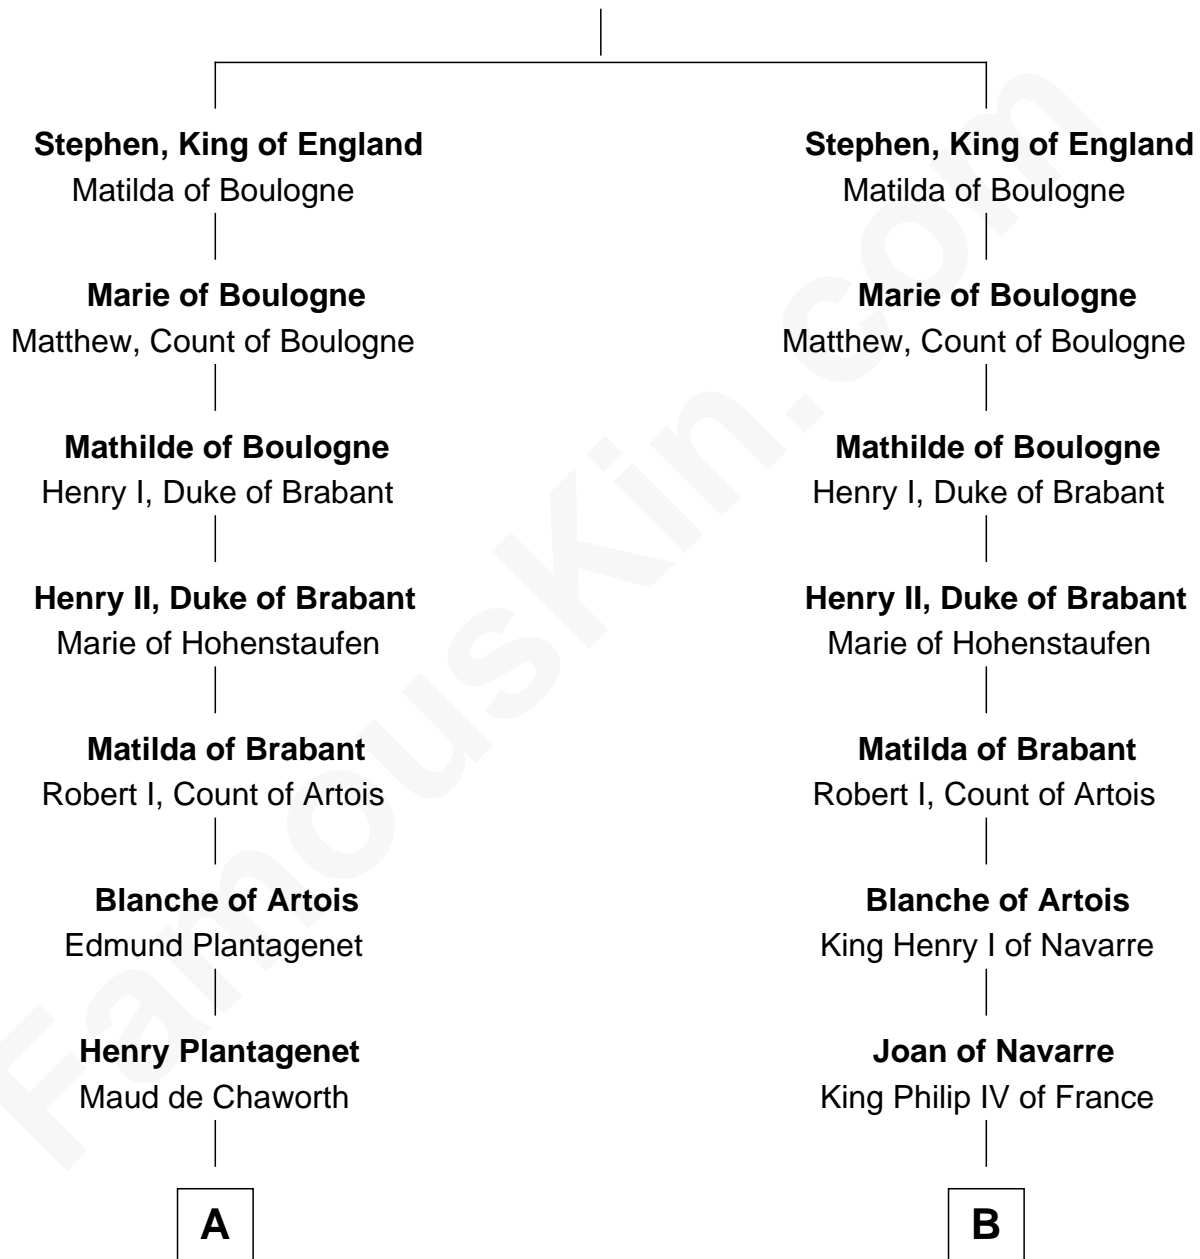 Stephen, King of England
Matilda of Boulogne
Marie of Boulogne
Matthew, Count of Boulogne
Mathilde of Boulogne
Henry I, Duke of Brabant
Henry II, Duke of Brabant
Marie of Hohenstaufen
Matilda of Brabant
Robert I, Count of Artois
Blanche of Artois
Edmund Plantagenet
Henry Plantagenet
Maud de Chaworth
A
Stephen, King of England
Matilda of Boulogne
Marie of Boulogne
Matthew, Count of Boulogne
Mathilde of Boulogne
Henry I, Duke of Brabant
Henry II, Duke of Brabant
Marie of Hohenstaufen
Matilda of Brabant
Robert I, Count of Artois
Blanche of Artois
King Henry I of Navarre
Joan of Navarre
King Philip IV of France
B
FamousKin.com